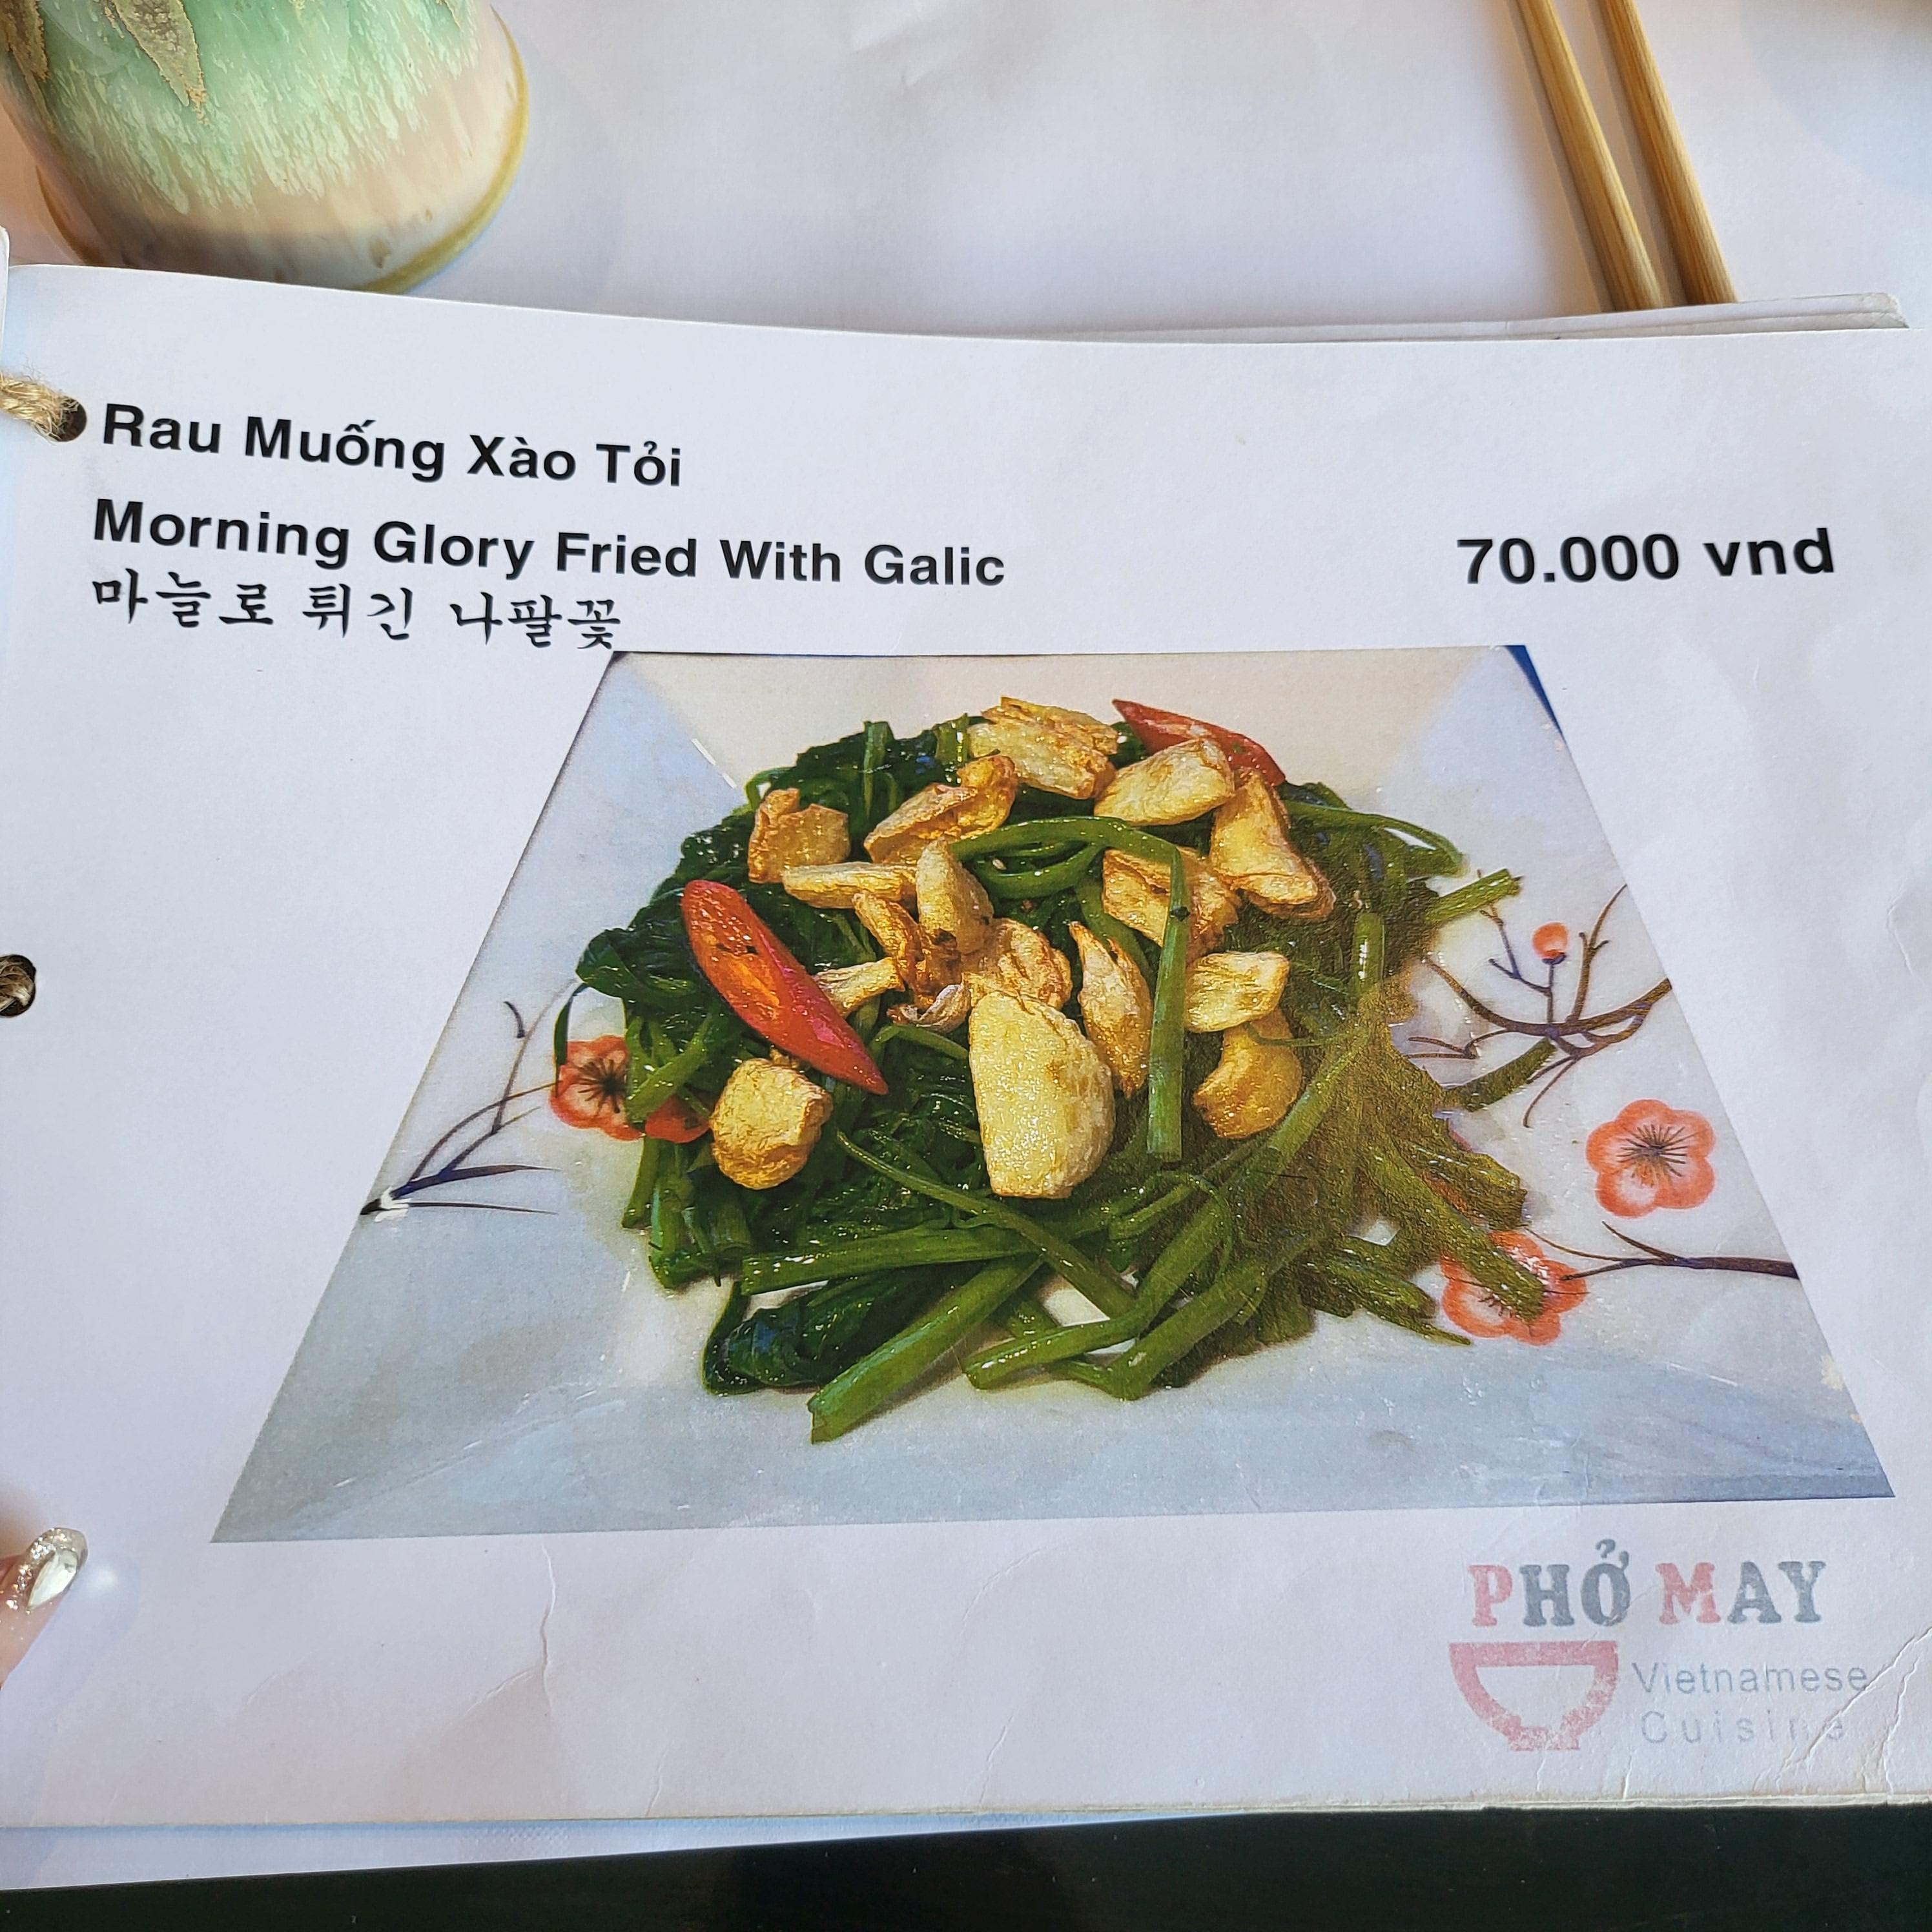 Rau Muống Xào Tỏi
Morning Glory Fried With Galic
마늘로 튀긴 나팔꽃
70.000 vnd
PHỞ MAY
Vietnamese
Cuisine